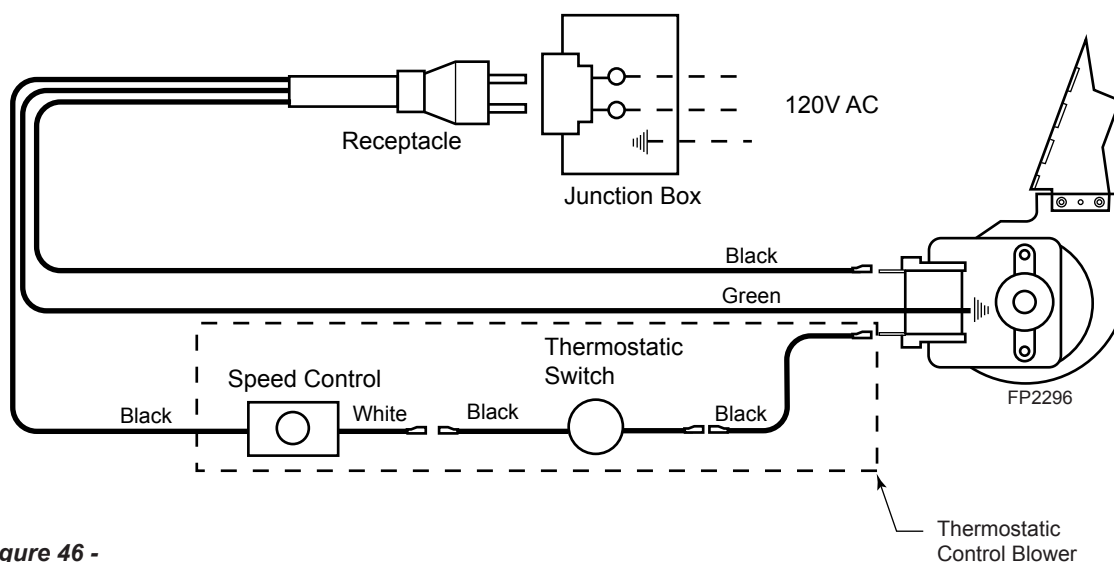 120V AC
Receptacle
Junction Box
Black
Green
Thermostatic
Switch
Speed Control
Black
White
Black
Black
FP2296
Thermostatic
Control Blower
gure 46 -